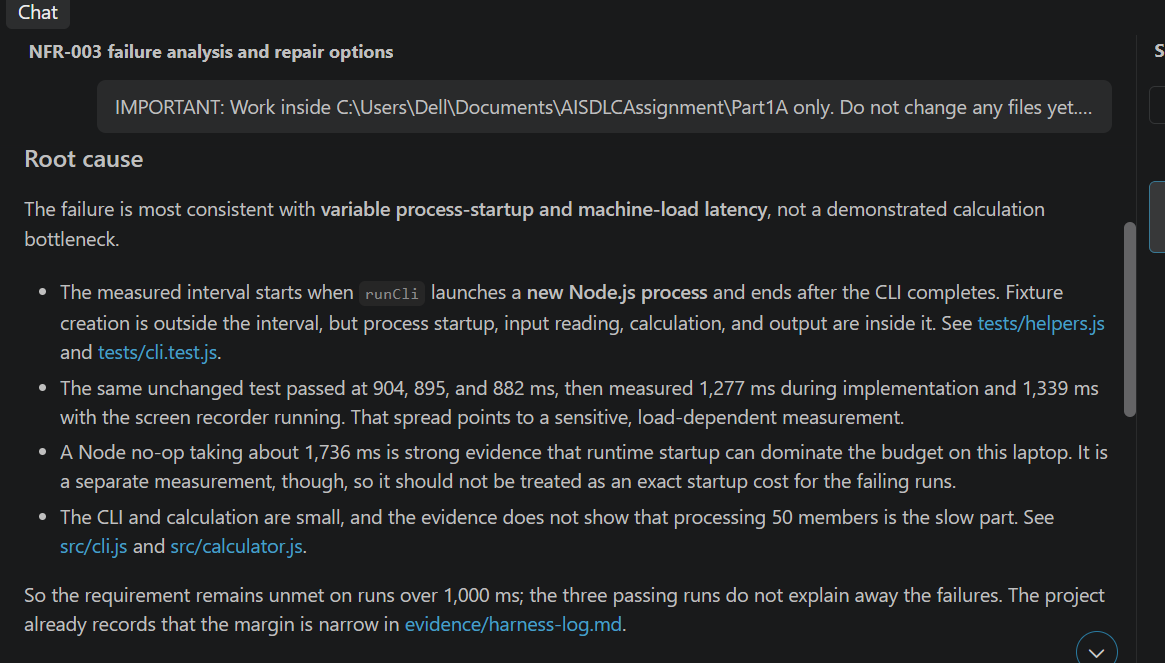 Chat
NFR-003 failure analysis and repair options
S
IMPORTANT: Work inside C:\Users\Dell\Documents\AISDLCAssignment\Part1A only. Do not change any files yet....
Root cause
The failure is most consistent with variable process-startup and machine-load latency, not a demonstrated calculation
bottleneck.
• The measured interval starts when runCli launches a new Node.js process and ends after the CLI completes. Fixture
creation is outside the interval, but process startup, input reading, calculation, and output are inside it. See tests/helpers.js
and tests/cli.test.js.
• The same unchanged test passed at 904, 895, and 882 ms, then measured 1,277 ms during implementation and 1,339 ms
with the screen recorder running. That spread points to a sensitive, load-dependent measurement.
• A Node no-op taking about 1,736 ms is strong evidence that runtime startup can dominate the budget on this laptop. It is
a separate measurement, though, so it should not be treated as an exact startup cost for the failing runs.
• The CLI and calculation are small, and the evidence does not show that processing 50 members is the slow part. See
src/cli.js and src/calculator.js.
So the requirement remains unmet on runs over 1,000 ms; the three passing runs do not explain away the failures. The project
already records that the margin is narrow in evidence/harness-log.md.